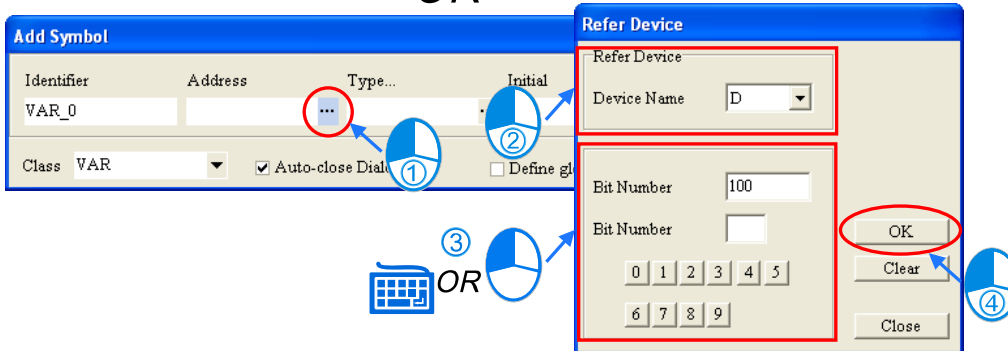 OR
Add Symbol
Identifier Address Type... Initial
VAR_0 ...
①
Class VAR Auto-close Dial Define gl
Refer Device
Refer Device
Device Name D
②
Bit Number 100
Bit Number
0 1 2 3 4 5
6 7 8 9
OK
Clear
Close
③
OR
④